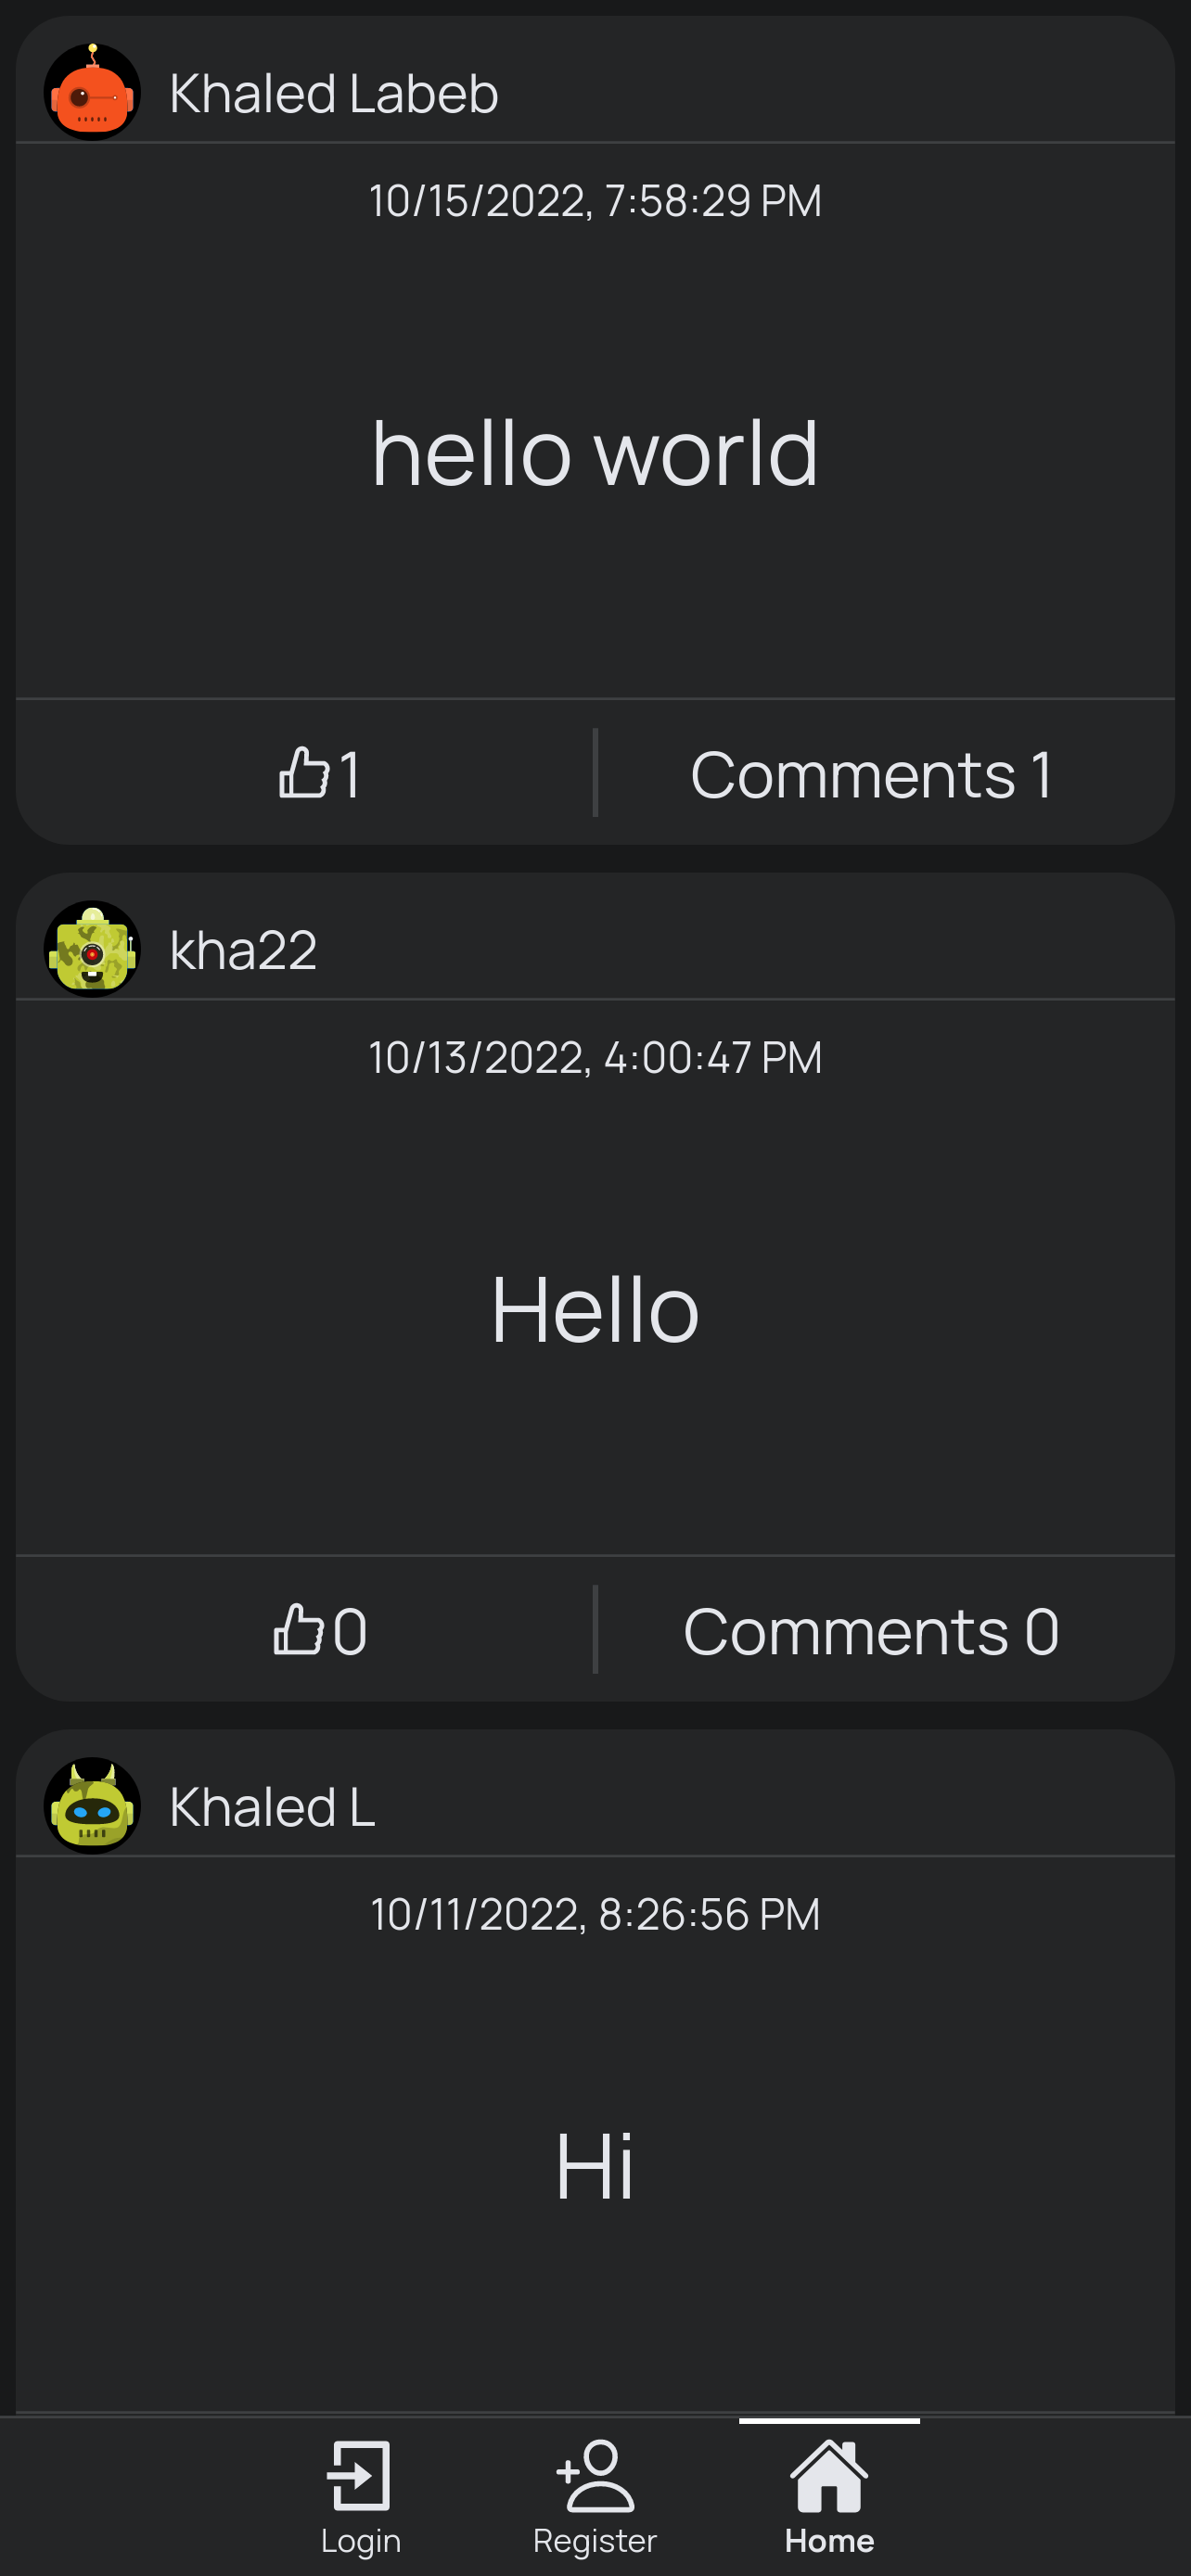 Khaled Labeb
10/15/2022, 7:58:29 PM
hello world
1
Comments 1
kha22
10/13/2022, 4:00:47 PM
Hello
0
Comments 0
Khaled L
10/11/2022, 8:26:56 PM
Hi
Login
Register
Home